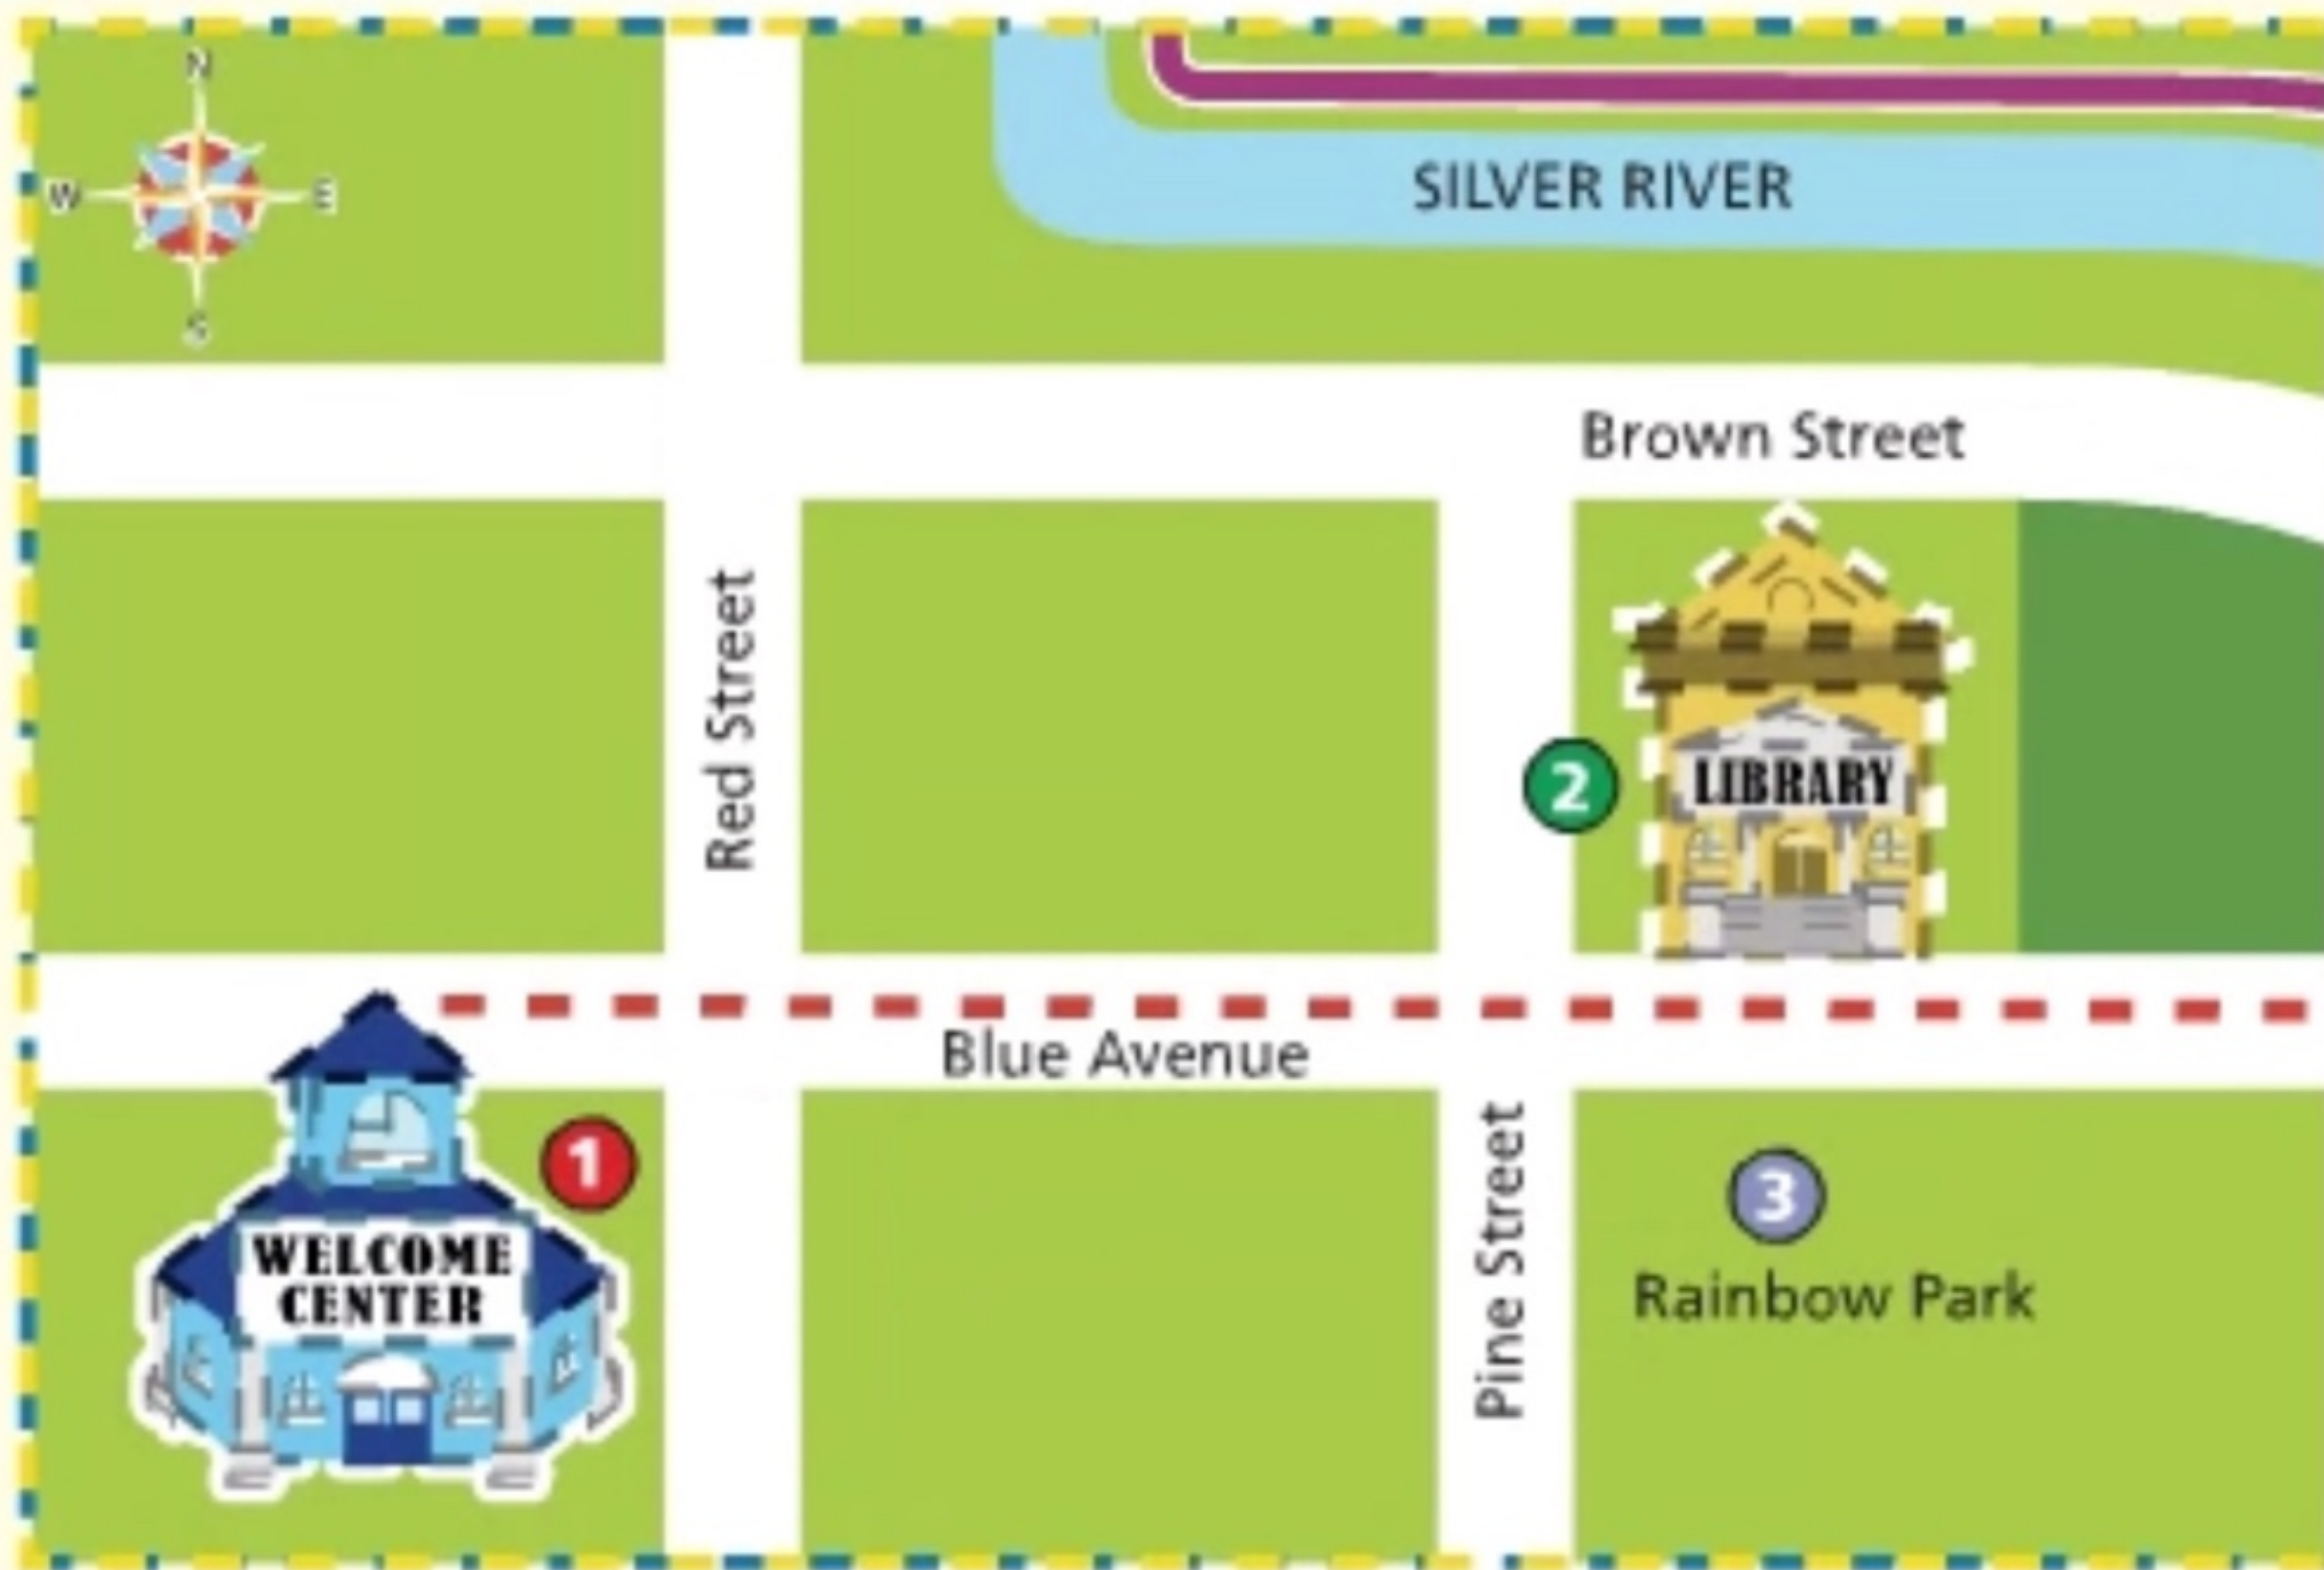 N
W
E
S
SILVER RIVER
Brown Street
Red Street
2
LIBRARY
Blue Avenue
1
WELCOME
CENTER
Pine Street
3
Rainbow Park